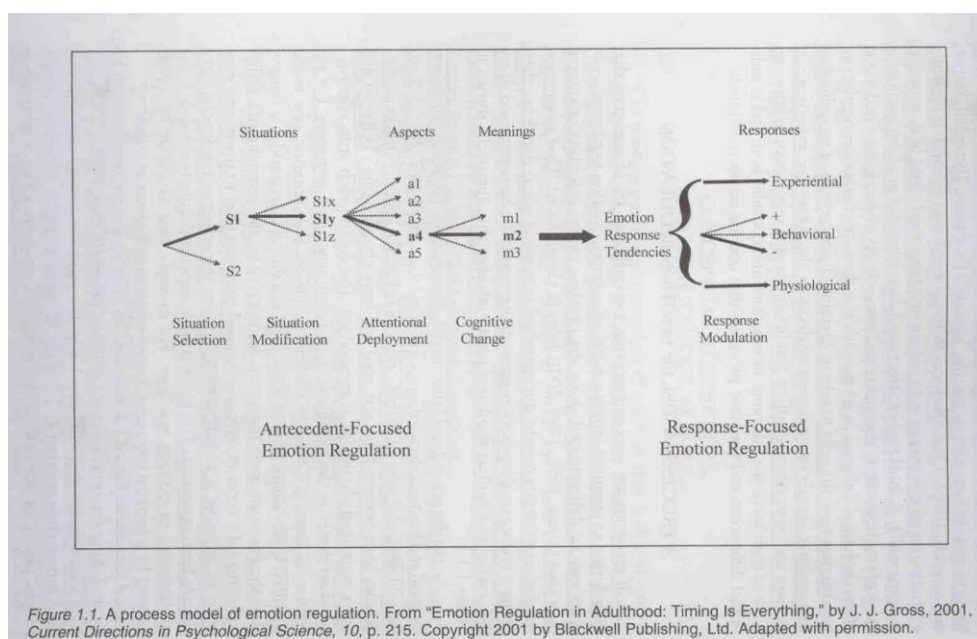 Situations Aspects Meanings Responses
a1
Experiential
S1x a2
m1 Emotion +
S1 S1y a3
m2 Response Behavioral
S1z a4
m3 Tendencies -
a5
S2
Physiological
Situation Situation Attentional Cognitive Response
Selection Modification Deployment Change Modulation
Antecedent-Focused Response-Focused
Emotion Regulation Emotion Regulation
Figure 1.1. A process model of emotion regulation. From “Emotion Regulation in Adulthood: Timing Is Everything,” by J. J. Gross, 2001,
Current Directions in Psychological Science, 10, p. 215. Copyright 2001 by Blackwell Publishing, Ltd. Adapted with permission.